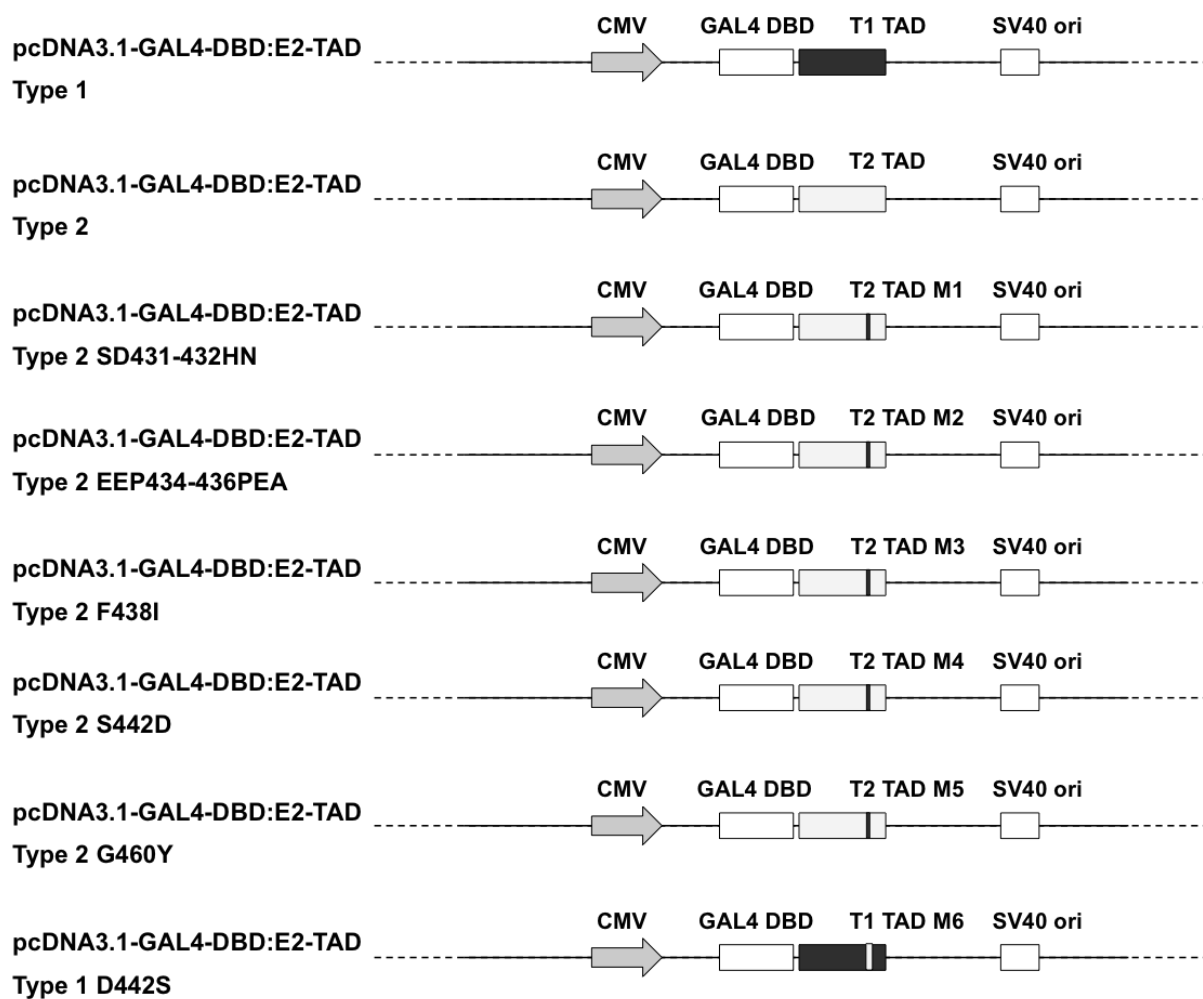 CMV GAL4 DBD T1 TAD SV40 ori
pcDNA3.1-GAL4-DBD:E2-TAD
Type 1
CMV GAL4 DBD T2 TAD SV40 ori
pcDNA3.1-GAL4-DBD:E2-TAD
Type 2
CMV GAL4 DBD T2 TAD M1 SV40 ori
pcDNA3.1-GAL4-DBD:E2-TAD
Type 2 SD431-432HN
CMV GAL4 DBD T2 TAD M2 SV40 ori
pcDNA3.1-GAL4-DBD:E2-TAD
Type 2 EEP434-436PEA
CMV GAL4 DBD T2 TAD M3 SV40 ori
pcDNA3.1-GAL4-DBD:E2-TAD
Type 2 F438I
CMV GAL4 DBD T2 TAD M4 SV40 ori
pcDNA3.1-GAL4-DBD:E2-TAD
Type 2 S442D
CMV GAL4 DBD T2 TAD M5 SV40 ori
pcDNA3.1-GAL4-DBD:E2-TAD
Type 2 G460Y
CMV GAL4 DBD T1 TAD M6 SV40 ori
pcDNA3.1-GAL4-DBD:E2-TAD
Type 1 D442S